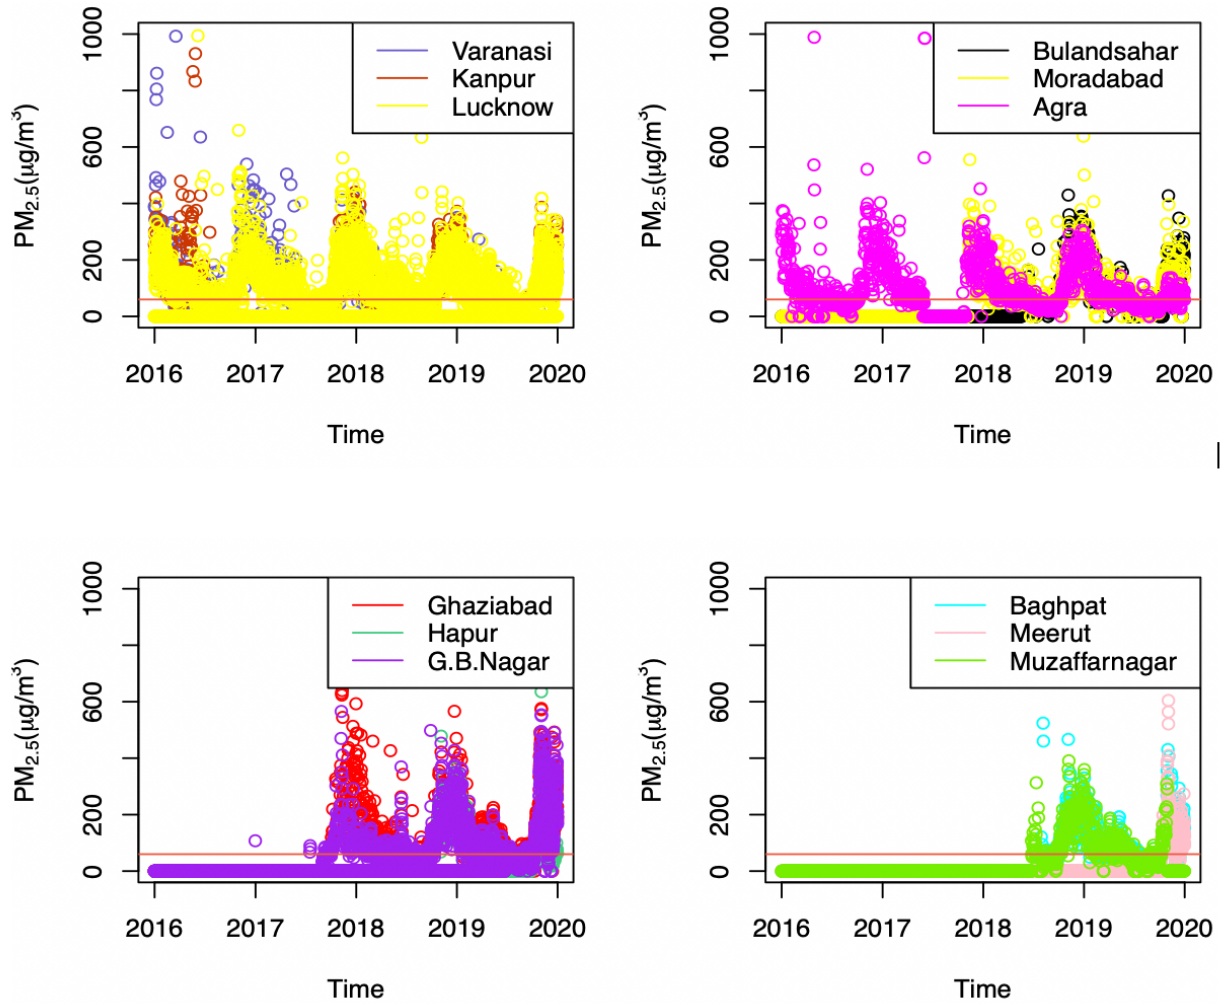 1000
600
200
0
PM2.5(μg/m³)
Varanasi
Kanpur
Lucknow
2016 2017 2018 2019 2020
Time
1000
600
200
0
PM2.5(μg/m³)
Bulandsahar
Moradabad
Agra
2016 2017 2018 2019 2020
Time
1000
600
200
0
PM2.5(μg/m³)
Ghaziabad
Hapur
G.B.Nagar
2016 2017 2018 2019 2020
Time
1000
600
200
0
PM2.5(μg/m³)
Baghpat
Meerut
Muzaffarnagar
2016 2017 2018 2019 2020
Time